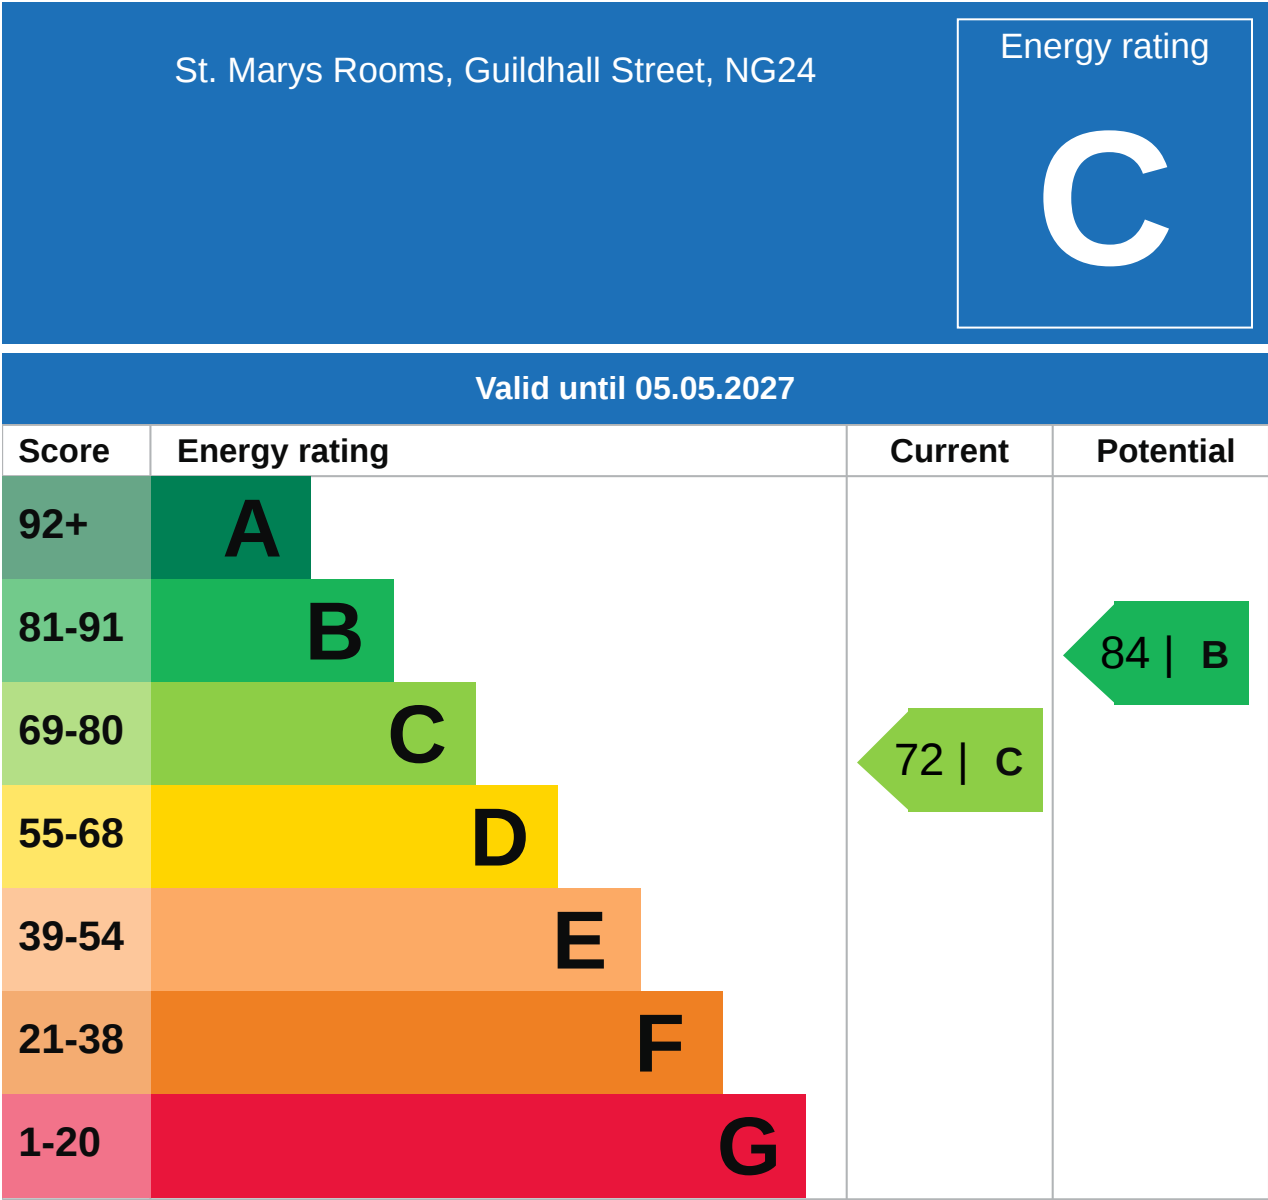 St. Marys Rooms, Guildhall Street, NG24
Energy rating
C
Valid until 05.05.2027
Score Energy rating Current Potential
92+ A
81-91 B
84 | B
69-80 C
72 | C
55-68 D
39-54 E
21-38 F
1-20 G